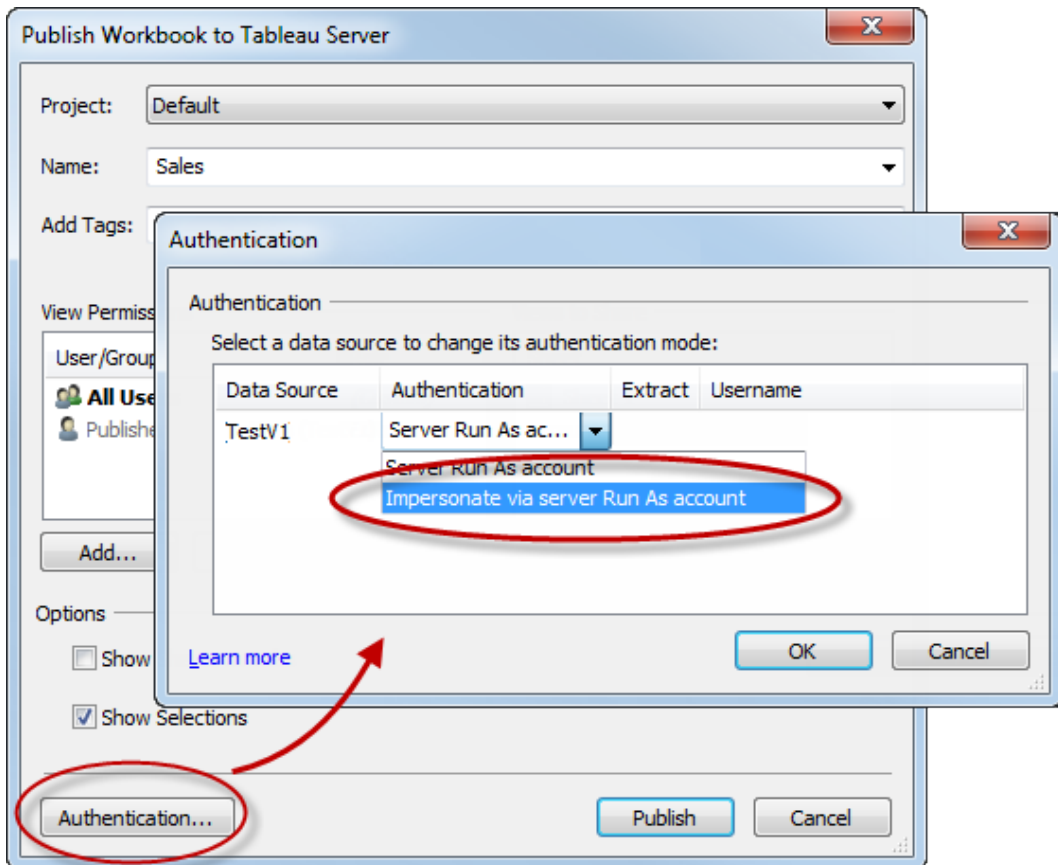 Publish Workbook to Tableau Server
Project: Default
Name: Sales
Add Tags:
Authentication
Authentication
Select a data source to change its authentication mode:
Data Source Authentication Extract Username
TestV1 Server Run As ac...
Server Run As account
Impersonate via server Run As account
Learn more
OK Cancel
View Permiss
User/Group
All Use
Publishe
Add...
Options
Show
Show Selections
Authentication... Publish Cancel